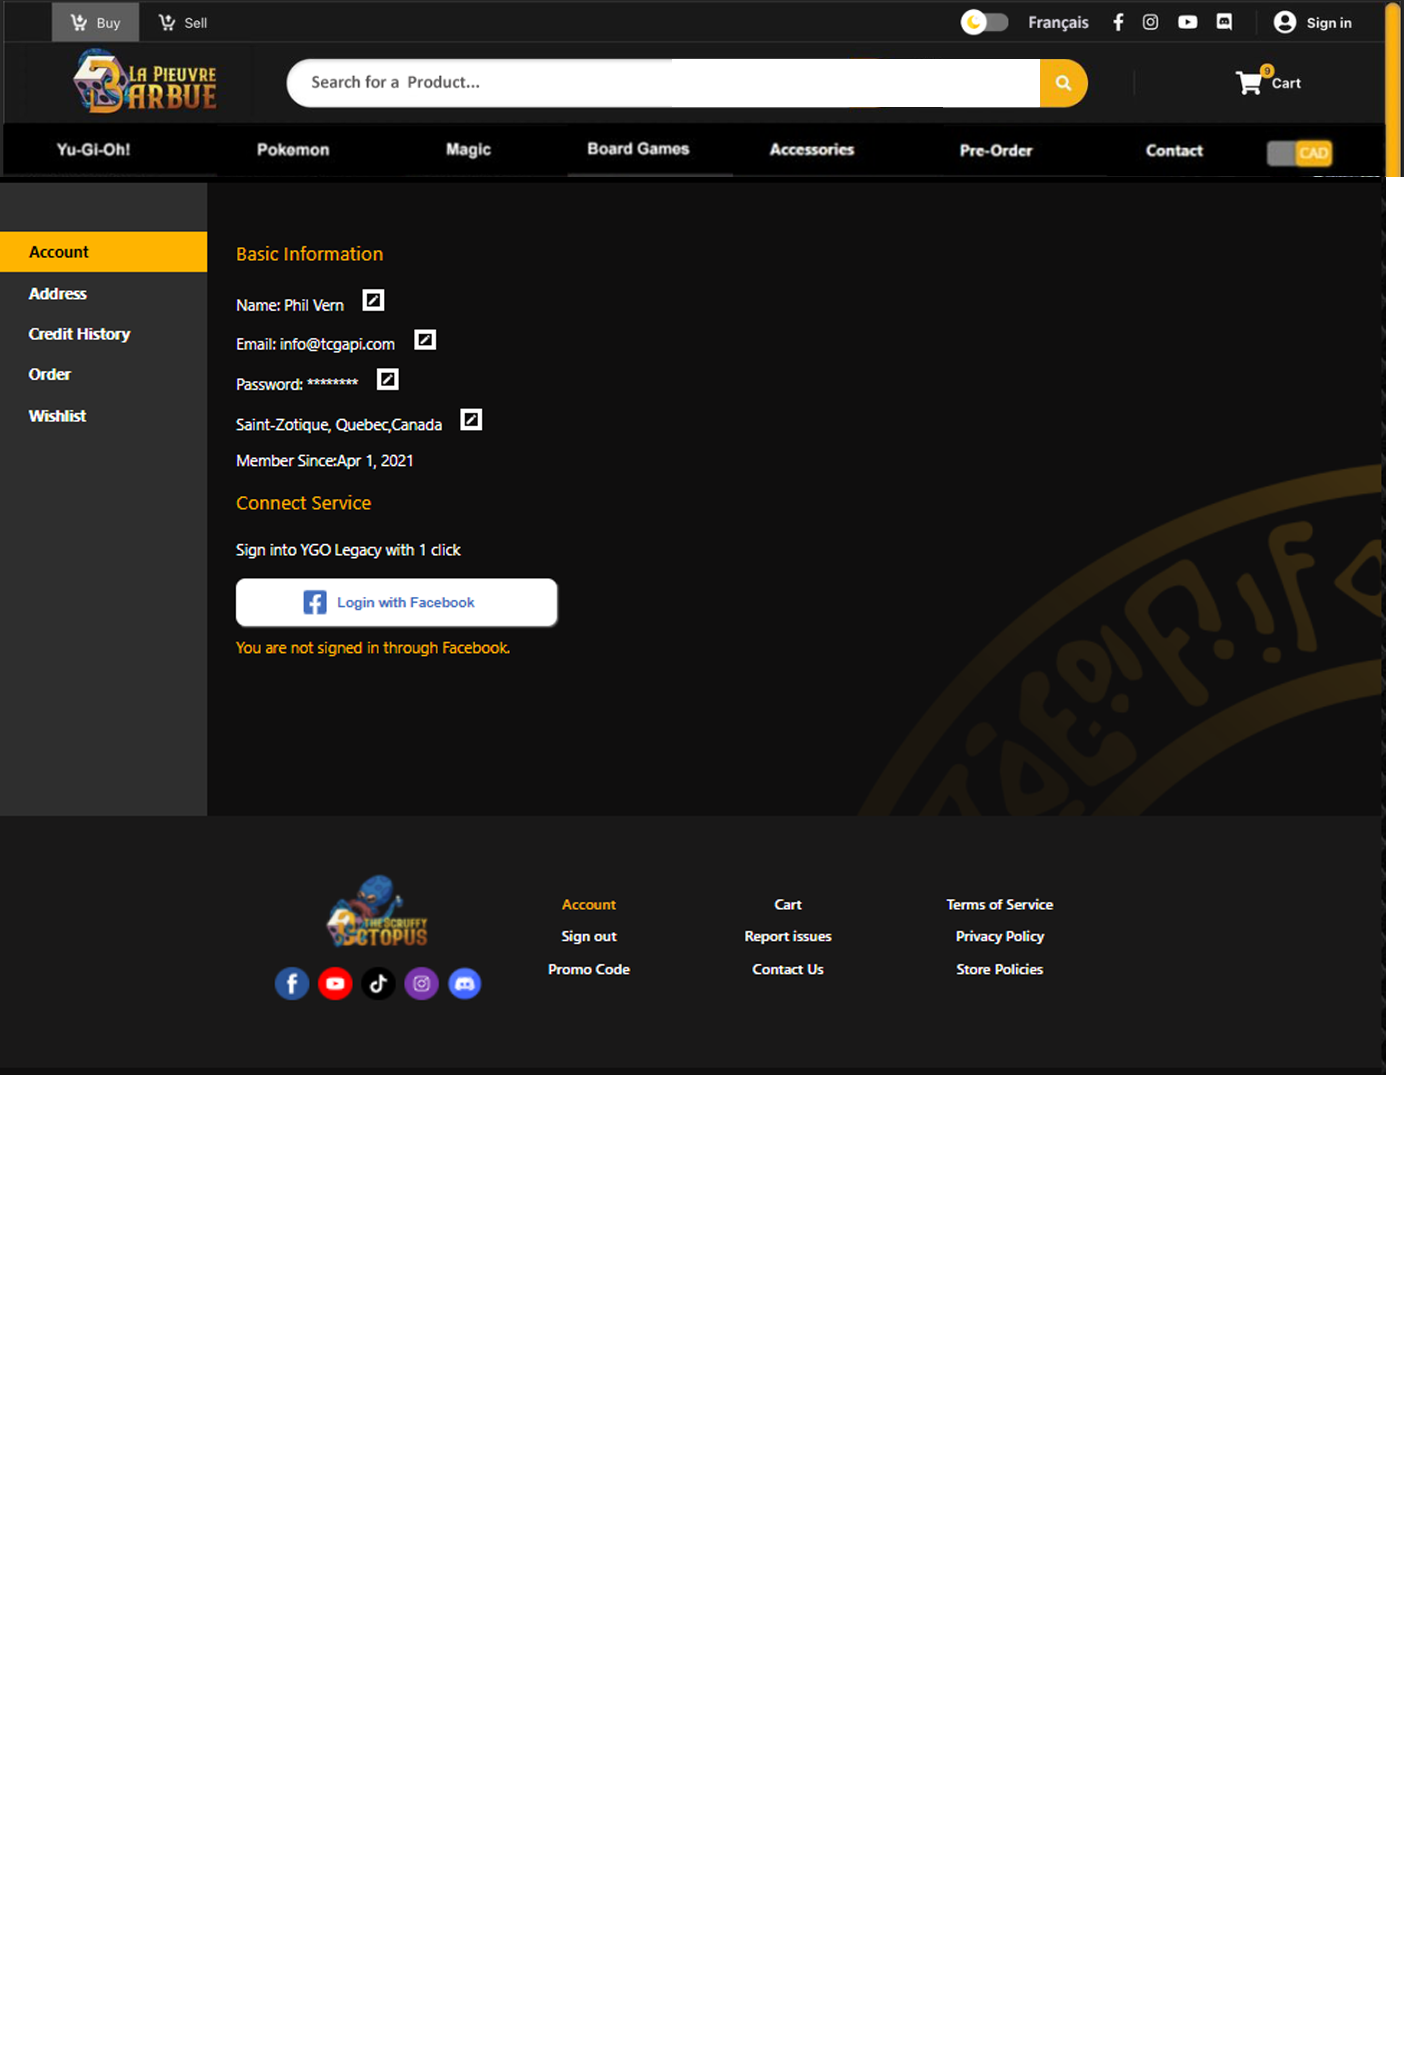 Buy Sell Français Sign in
LA PIEUVRE
BARBUE
Search for a Product...
9
Cart
Yu-Gi-Oh! Pokemon Magic Board Games Accessories Pre-Order Contact CAD
Account
Address
Credit History
Order
Wishlist
Basic Information
Name: Phil Vern
Email: info@tcgapi.com
Password: ********
Saint-Zotique, Quebec,Canada
Member Since:Apr 1, 2021
Connect Service
Sign into YGO Legacy with 1 click
Login with Facebook
You are not signed in through Facebook.
THE SCRUFFY
OCTOPUS
Account Cart Terms of Service
Sign out Report issues Privacy Policy
Promo Code Contact Us Store Policies